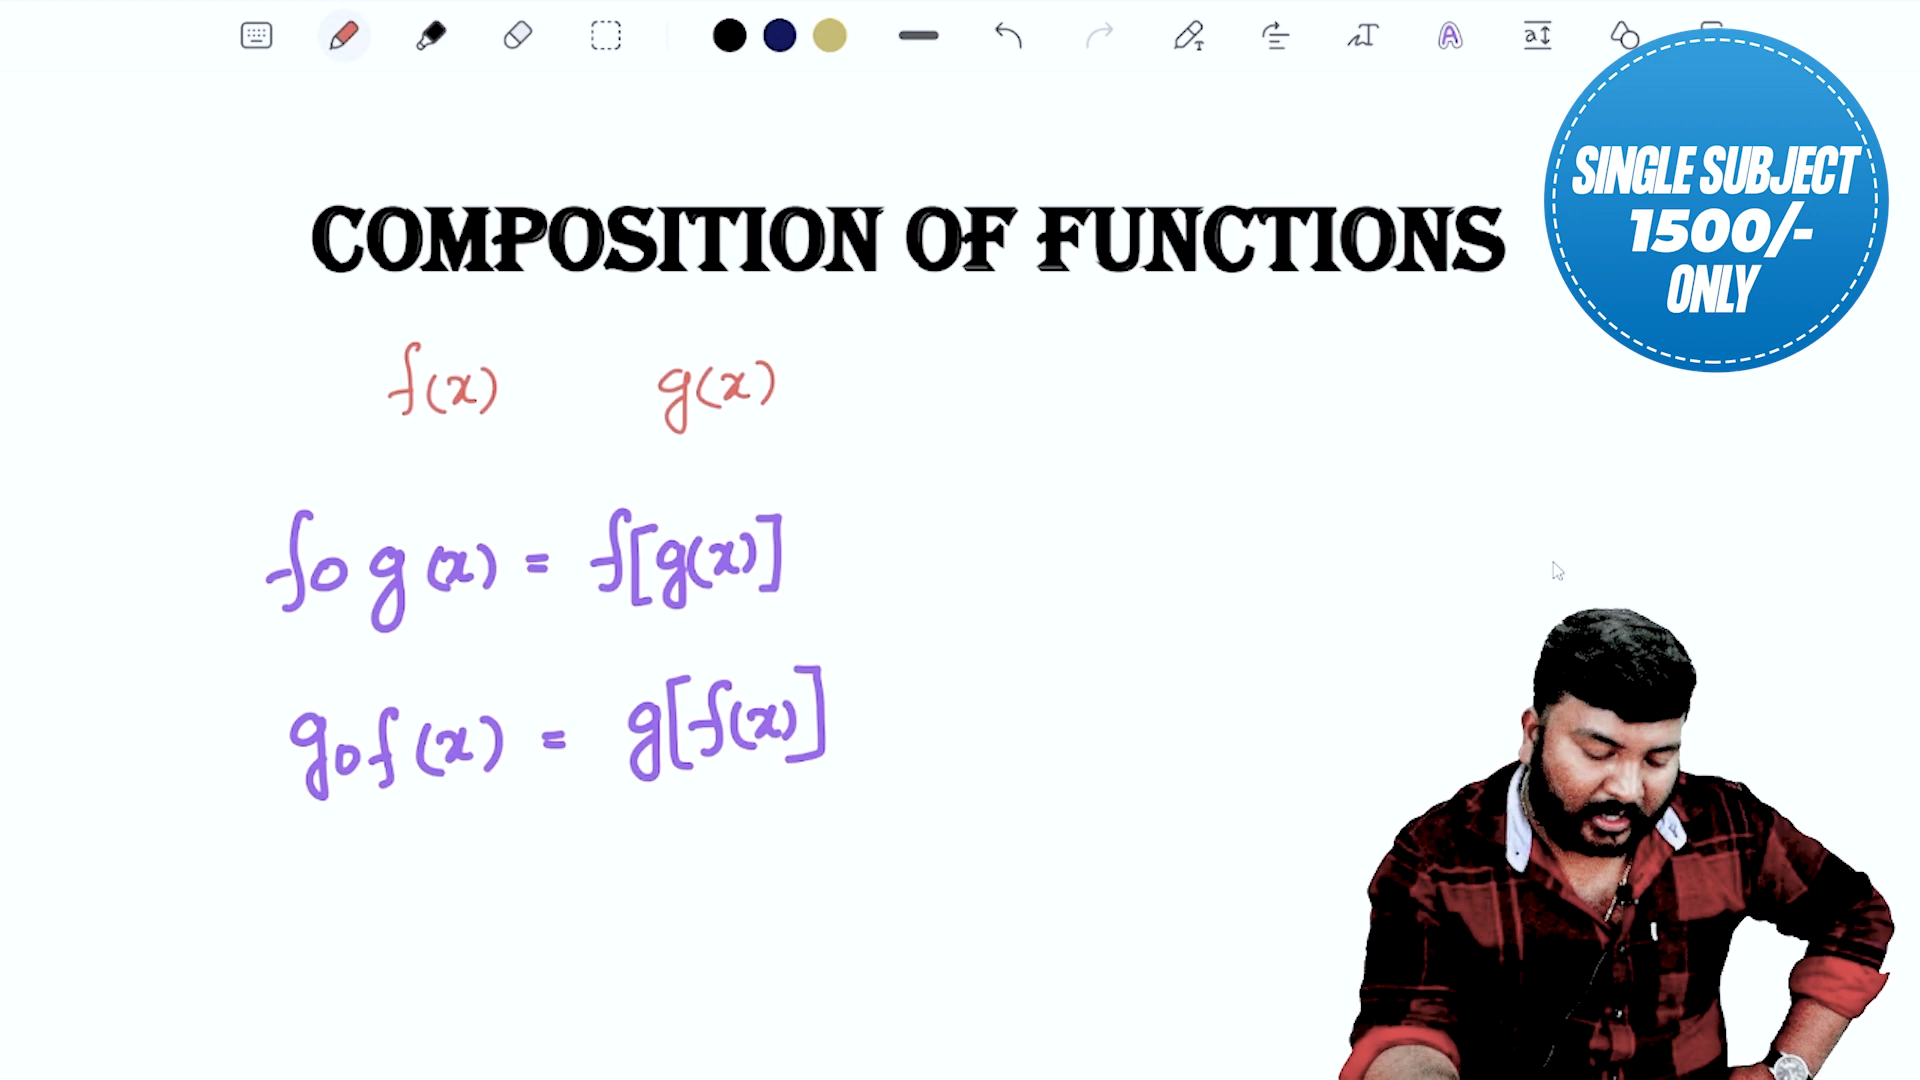 COMPOSITION OF FUNCTIONS
SINGLE SUBJECT
1500/-
ONLY
f(x) g(x)
fog(x) = f[g(x)]
gof(x) = g[f(x)]